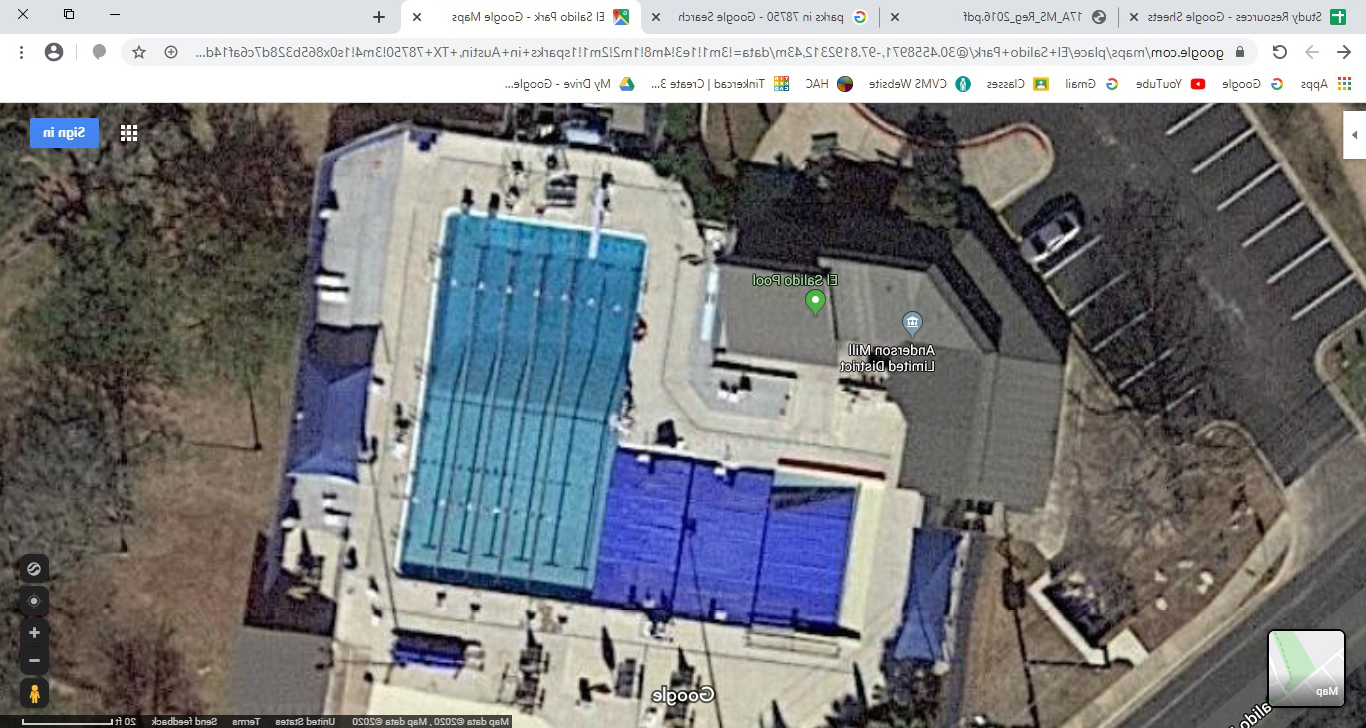 Study Resources - Google Sheets
17A_MS_Reg_2016.pdf
parks in 78750 - Google Search
El Salido Park - Google Maps
google.com/maps/place/El+Salido+Park/@30.4558971,-97.8192312,43m/data=!3m1!1e3!4m8!1m2!2m1!1sparks+in+Austin,+TX+78750!3m4!1s0x865b328d7c6af14d...
Apps Google YouTube Gmail Classes CVMS Website HAC Tinkercad | Create 3... My Drive - Google...
Sign in
El Salido Pool
Anderson Mill
Limited District
Map
Google
Map data ©2020 , Map data ©2020 United States Terms Send feedback 20 ft